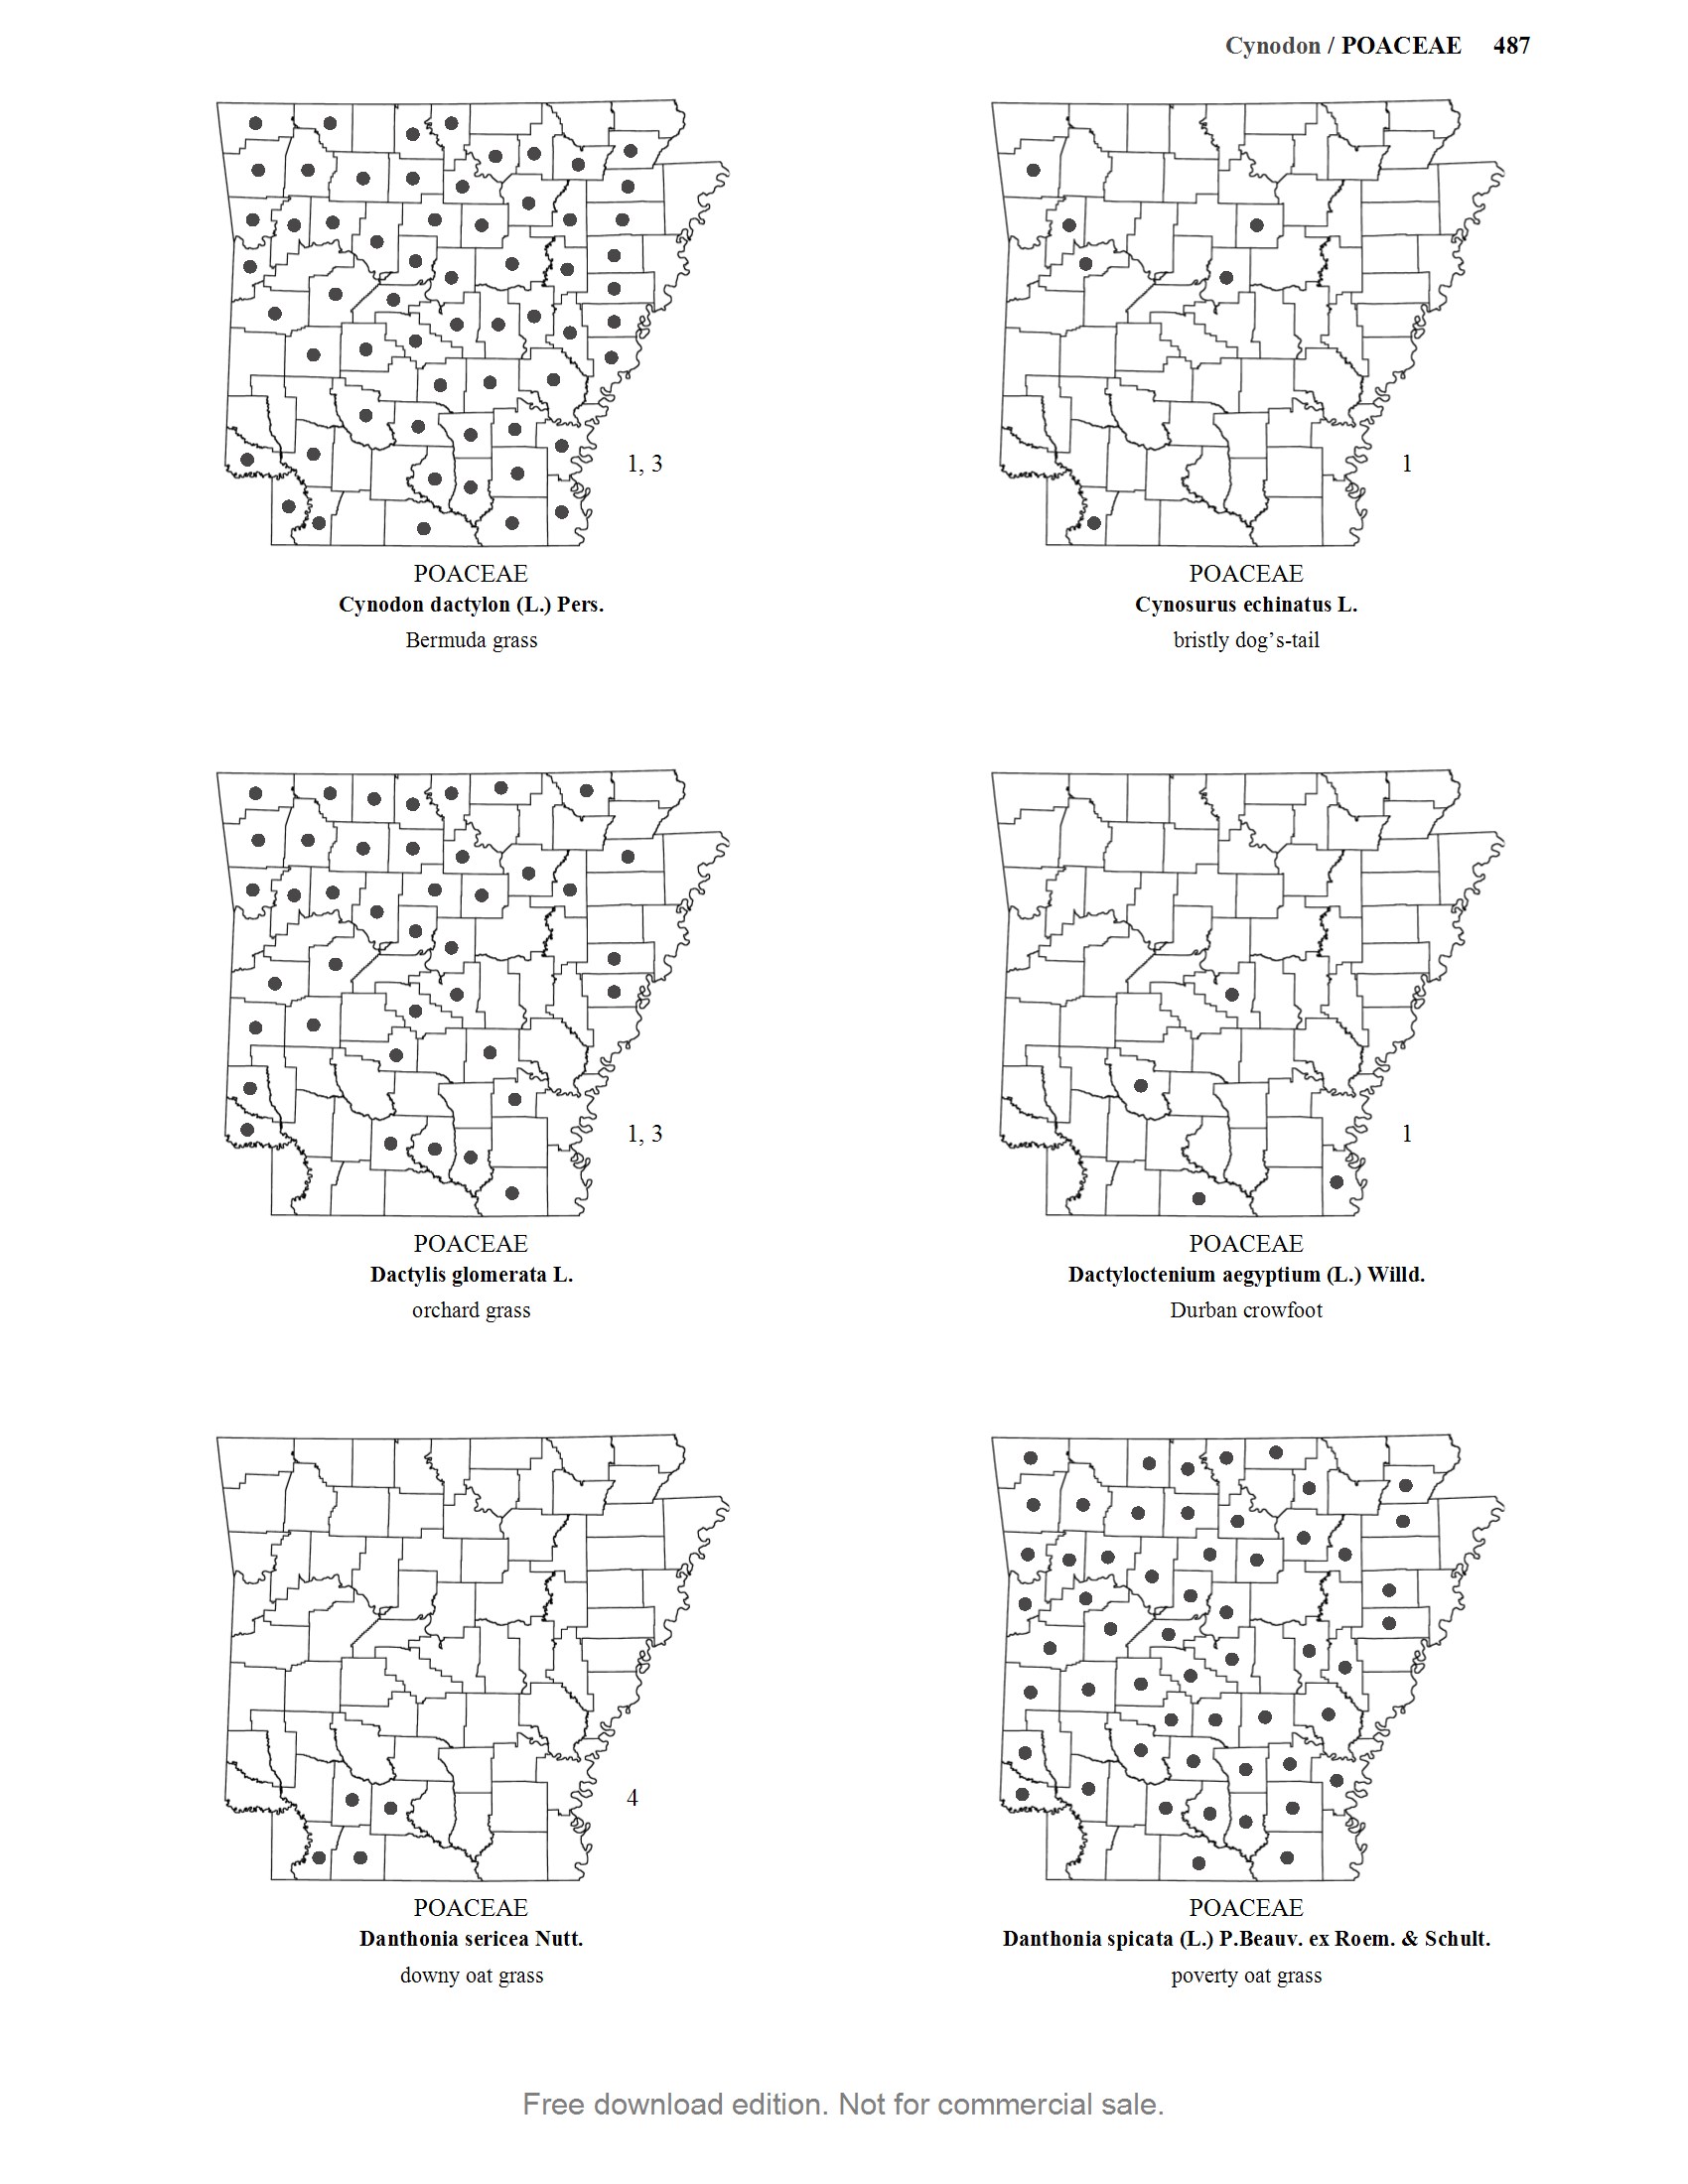 Cynodon / POACEAE 487
1, 3
POACEAE
Cynodon dactylon (L.) Pers.
Bermuda grass
1
POACEAE
Cynosurus echinatus L.
bristly dog’s-tail
1, 3
POACEAE
Dactylis glomerata L.
orchard grass
1
POACEAE
Dactyloctenium aegyptium (L.) Willd.
Durban crowfoot
4
POACEAE
Danthonia sericea Nutt.
downy oat grass
POACEAE
Danthonia spicata (L.) P.Beauv. ex Roem. & Schult.
poverty oat grass
Free download edition. Not for commercial sale.